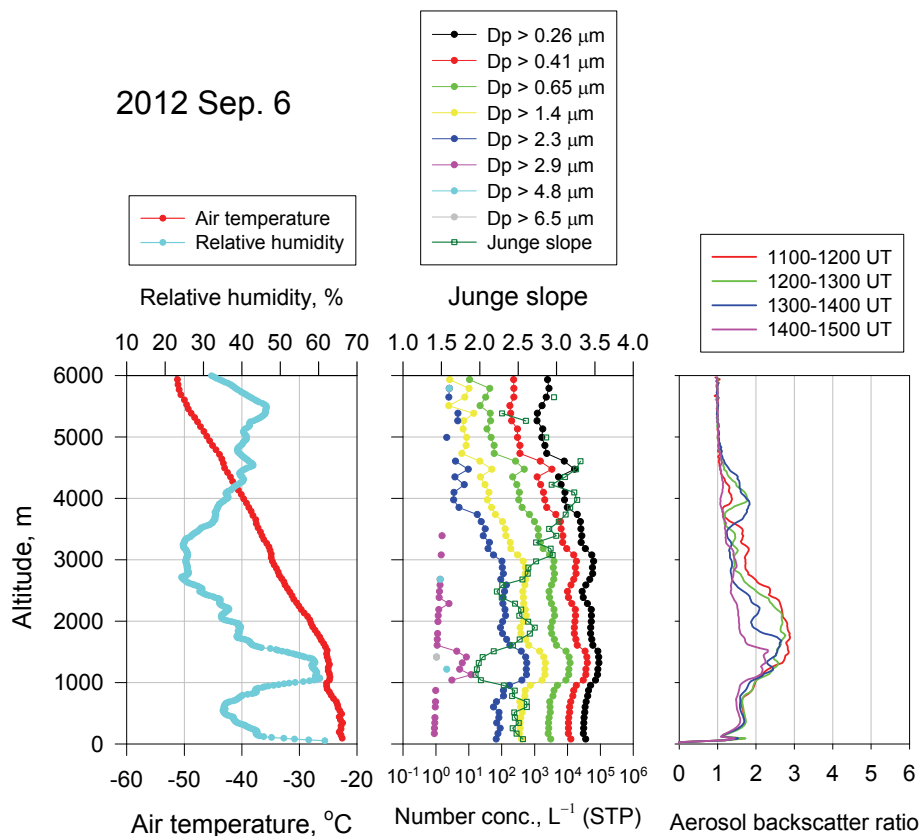 Dp > 0.26 μm
Dp > 0.41 μm
Dp > 0.65 μm
Dp > 1.4 μm
Dp > 2.3 μm
Dp > 2.9 μm
Dp > 4.8 μm
Dp > 6.5 μm
Junge slope
2012 Sep. 6
Air temperature
Relative humidity
1100-1200 UT
1200-1300 UT
1300-1400 UT
1400-1500 UT
Relative humidity, %
Junge slope
10 20 30 40 50 60 70
1.0 1.5 2.0 2.5 3.0 3.5 4.0
6000
5000
4000
3000
2000
1000
0
Altitude, m
-60 -50 -40 -30 -20
10⁻¹ 10⁰ 10¹ 10² 10³ 10⁴ 10⁵ 10⁶
0 1 2 3 4 5 6
Air temperature, °C
Number conc., L⁻¹ (STP)
Aerosol backscatter ratio